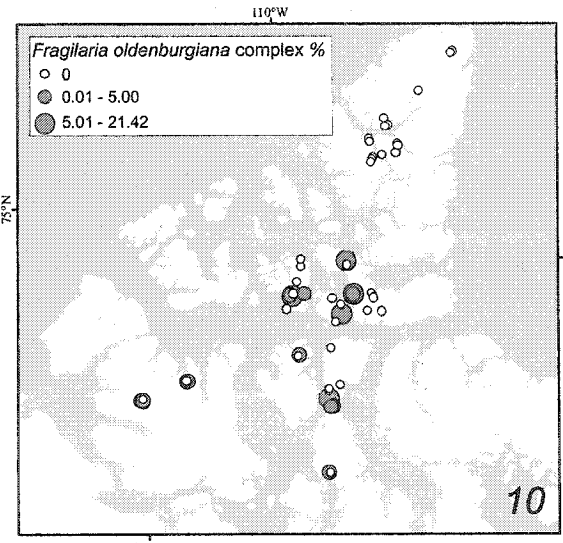 110°W
Fragilaria oldenburgiana complex %
0
0.01 - 5.00
5.01 - 21.42
75°N
10